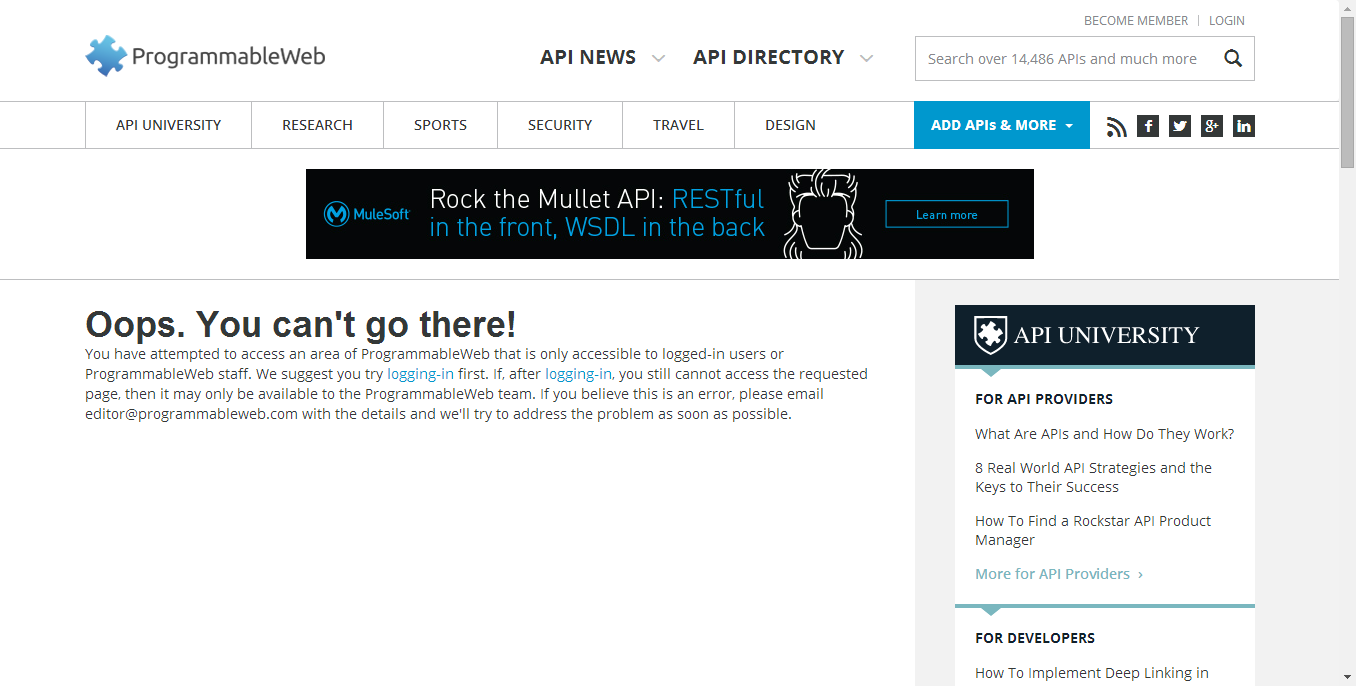 BECOME MEMBER | LOGIN
ProgrammableWeb
API NEWS API DIRECTORY
Search over 14,486 APIs and much more
API UNIVERSITY RESEARCH SPORTS SECURITY TRAVEL DESIGN ADD APIs & MORE
MuleSoft
Rock the Mullet API: RESTful
in the front, WSDL in the back
Learn more
Oops. You can't go there!
You have attempted to access an area of ProgrammableWeb that is only accessible to logged-in users or
ProgrammableWeb staff. We suggest you try logging-in first. If, after logging-in, you still cannot access the requested
page, then it may only be available to the ProgrammableWeb team. If you believe this is an error, please email
editor@programmableweb.com with the details and we'll try to address the problem as soon as possible.
API UNIVERSITY
FOR API PROVIDERS
What Are APIs and How Do They Work?
8 Real World API Strategies and the
Keys to Their Success
How To Find a Rockstar API Product
Manager
More for API Providers ›
FOR DEVELOPERS
How To Implement Deep Linking in